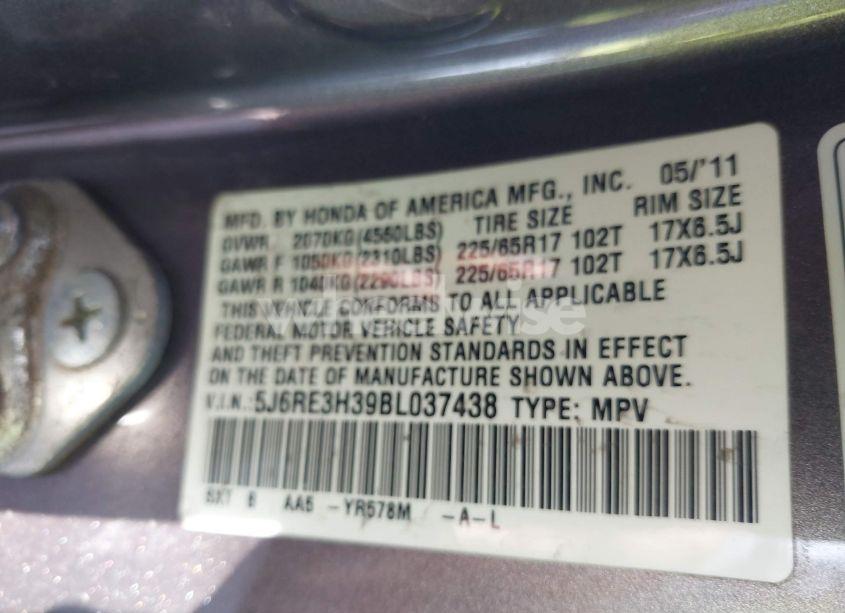 MFD. BY HONDA OF AMERICA MFG., INC. 05/'11
GVWR 2070KG(4560LBS) TIRE SIZE RIM SIZE
GAWR F 1050KG(2310LBS) 225/65R17 102T 17X6.5J
GAWR R 1040KG(2290LBS) 225/65R17 102T 17X6.5J
THIS VEHICLE CONFORMS TO ALL APPLICABLE
FEDERAL MOTOR VEHICLE SAFETY
AND THEFT PREVENTION STANDARDS IN EFFECT
ON THE DATE OF MANUFACTURE SHOWN ABOVE.
V.I.N.: 5J6RE3H39BL037438 TYPE: MPV
SXT 6 AA5 -YR578M -A-L